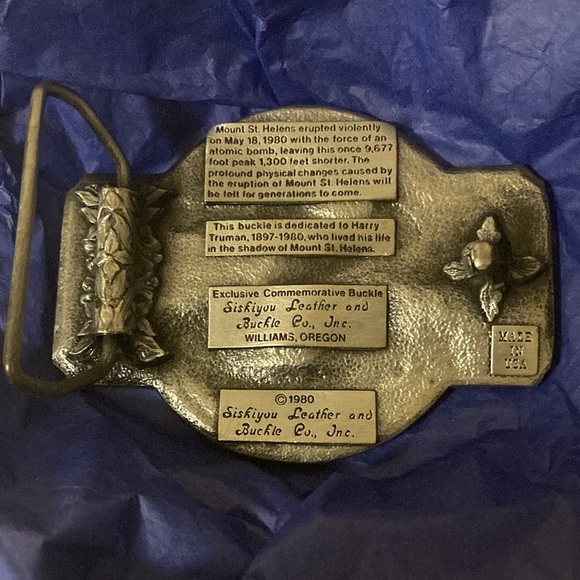 Mount St. Helens erupted violently
on May 18, 1980 with the force of an
atomic bomb, leaving this once 9,677
foot peak 1,300 feet shorter. The
profound physical changes caused by
the eruption of Mount St. Helens will
be felt for generations to come.
This buckle is dedicated to Harry
Truman, 1897-1980, who lived his life
in the shadow of Mount St. Helens.
Exclusive Commemorative Buckle
Siskiyou Leather and
Buckle Co., Inc.
WILLIAMS, OREGON
©1980
Siskiyou Leather and
Buckle Co., Inc.
MADE
IN
USA